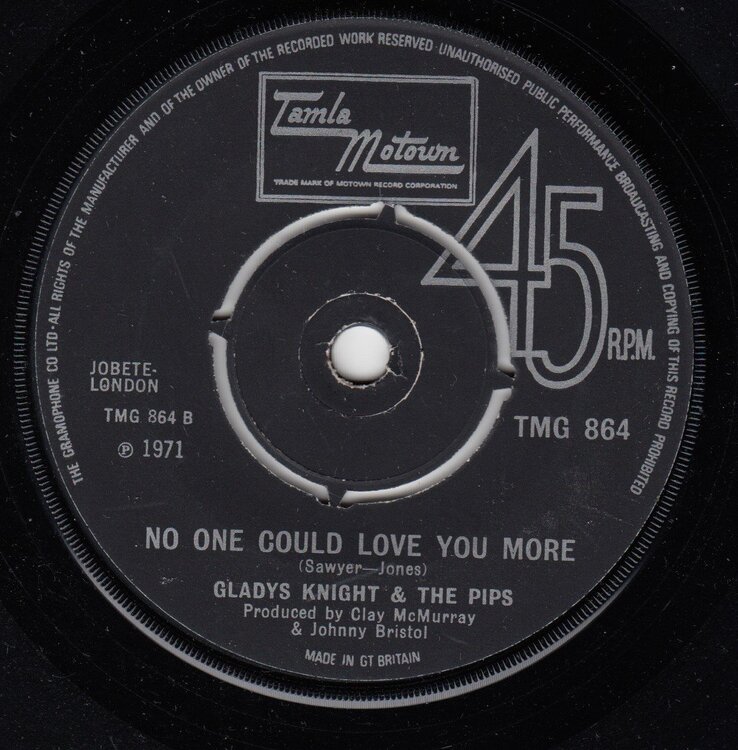 THE GRAMOPHONE CO LTD·ALL RIGHTS OF THE MANUFACTURER AND OF THE OWNER OF THE RECORDED WORK RESERVED UNAUTHORISED PUBLIC PERFORMANCE BROADCASTING AND COPYING OF THIS RECORD PROHIBITED
Tamla
Motown
TRADE MARK OF MOTOWN RECORD CORPORATION
45
R.P.M.
JOBETE-
LONDON
TMG 864 B
℗ 1971
TMG 864
NO ONE COULD LOVE YOU MORE
(Sawyer—Jones)
GLADYS KNIGHT & THE PIPS
Produced by Clay McMurray
& Johnny Bristol
MADE IN GT BRITAIN